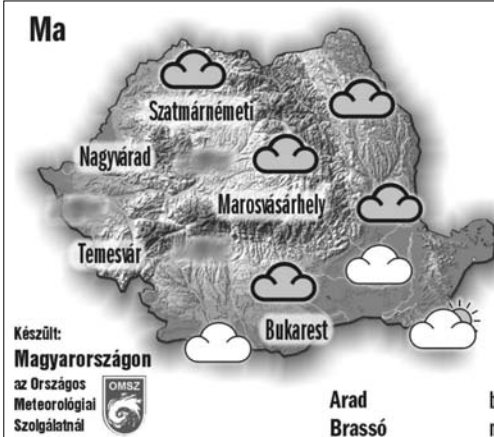 Ma
Szatmárnémeti
Nagyvárad
Marosvásárhely
Temesvár
Bukarest
Készült:
Magyarországon
az Országos
Meteorológiai
Szolgálatnál
OMSZ
Arad
Brassó